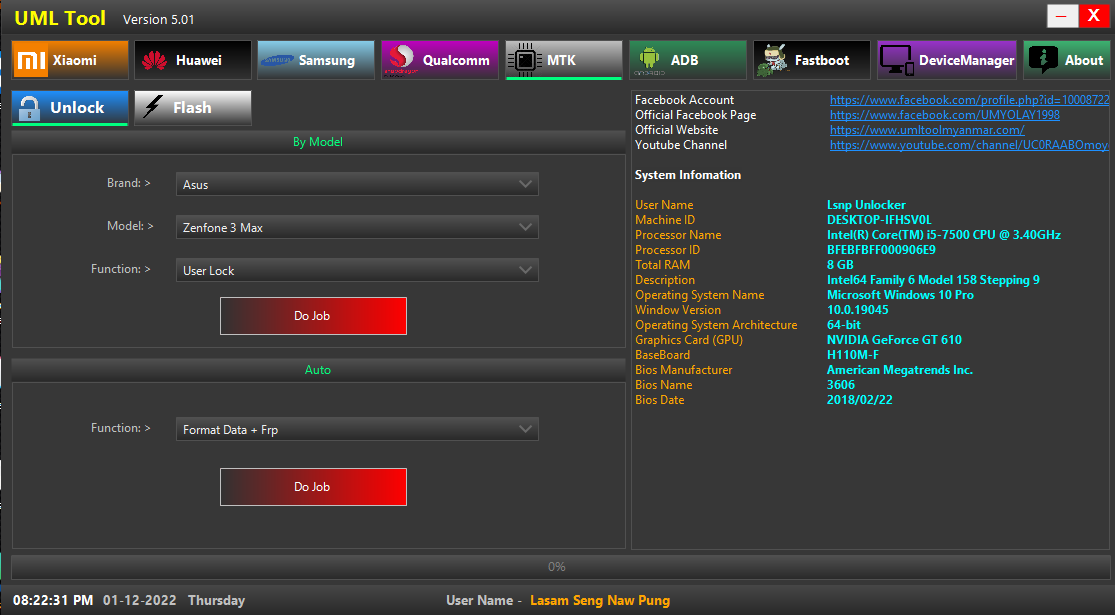 UML Tool Version 5.01
Xiaomi Huawei SAMSUNG Samsung snapdragon Qualcomm MTK ANDROID ADB Fastboot DeviceManager About
Unlock Flash
By Model
Brand: > Asus
Model: > Zenfone 3 Max
Function: > User Lock
Do Job
Auto
Function: > Format Data + Frp
Do Job
Facebook Account https://www.facebook.com/profile.php?id=10008722
Official Facebook Page https://www.facebook.com/UMYOLAY1998
Official Website https://www.umltoolmyanmar.com/
Youtube Channel https://www.youtube.com/channel/UC0RAABOmoy
System Infomation
User Name Lsnp Unlocker
Machine ID DESKTOP-IFHSV0L
Processor Name Intel(R) Core(TM) i5-7500 CPU @ 3.40GHz
Processor ID BFEBFBFF000906E9
Total RAM 8 GB
Description Intel64 Family 6 Model 158 Stepping 9
Operating System Name Microsoft Windows 10 Pro
Window Version 10.0.19045
Operating System Architecture 64-bit
Graphics Card (GPU) NVIDIA GeForce GT 610
BaseBoard H110M-F
Bios Manufacturer American Megatrends Inc.
Bios Name 3606
Bios Date 2018/02/22
0%
08:22:31 PM 01-12-2022 Thursday User Name - Lasam Seng Naw Pung